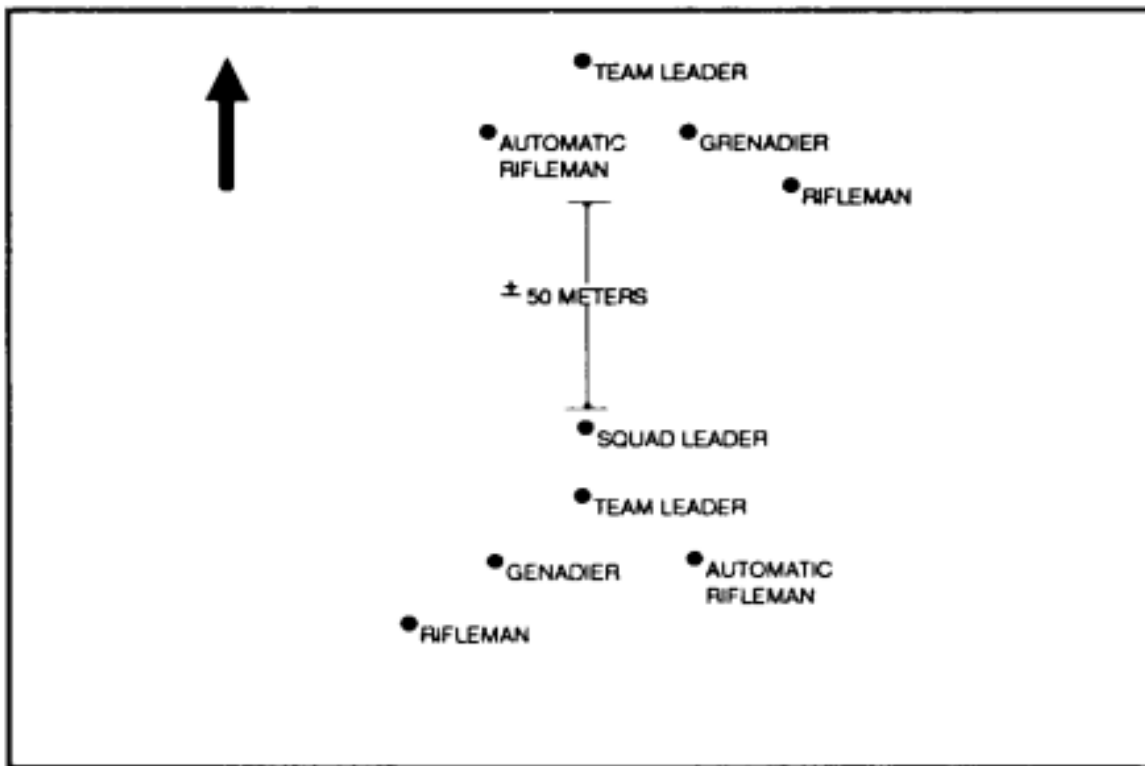 TEAM LEADER
AUTOMATIC
RIFLEMAN
GRENADIER
RIFLEMAN
± 50 METERS
SQUAD LEADER
TEAM LEADER
GENADIER
AUTOMATIC
RIFLEMAN
RIFLEMAN